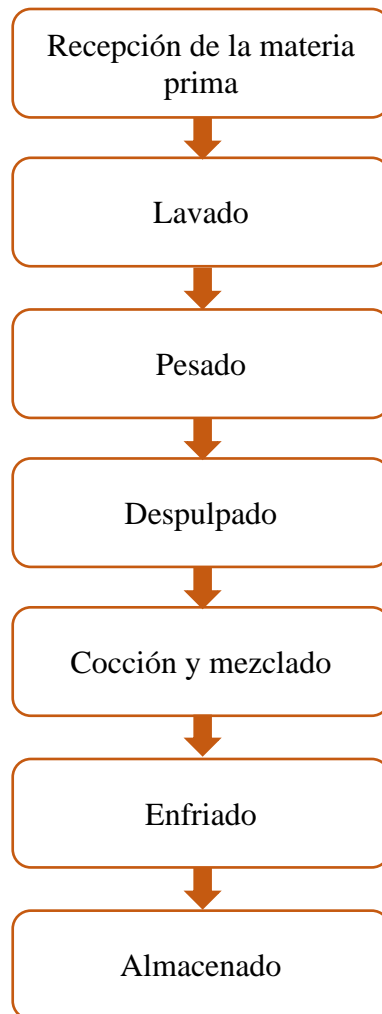 Recepción de la materia
prima
Lavado
Pesado
Despulpado
Cocción y mezclado
Enfriado
Almacenado